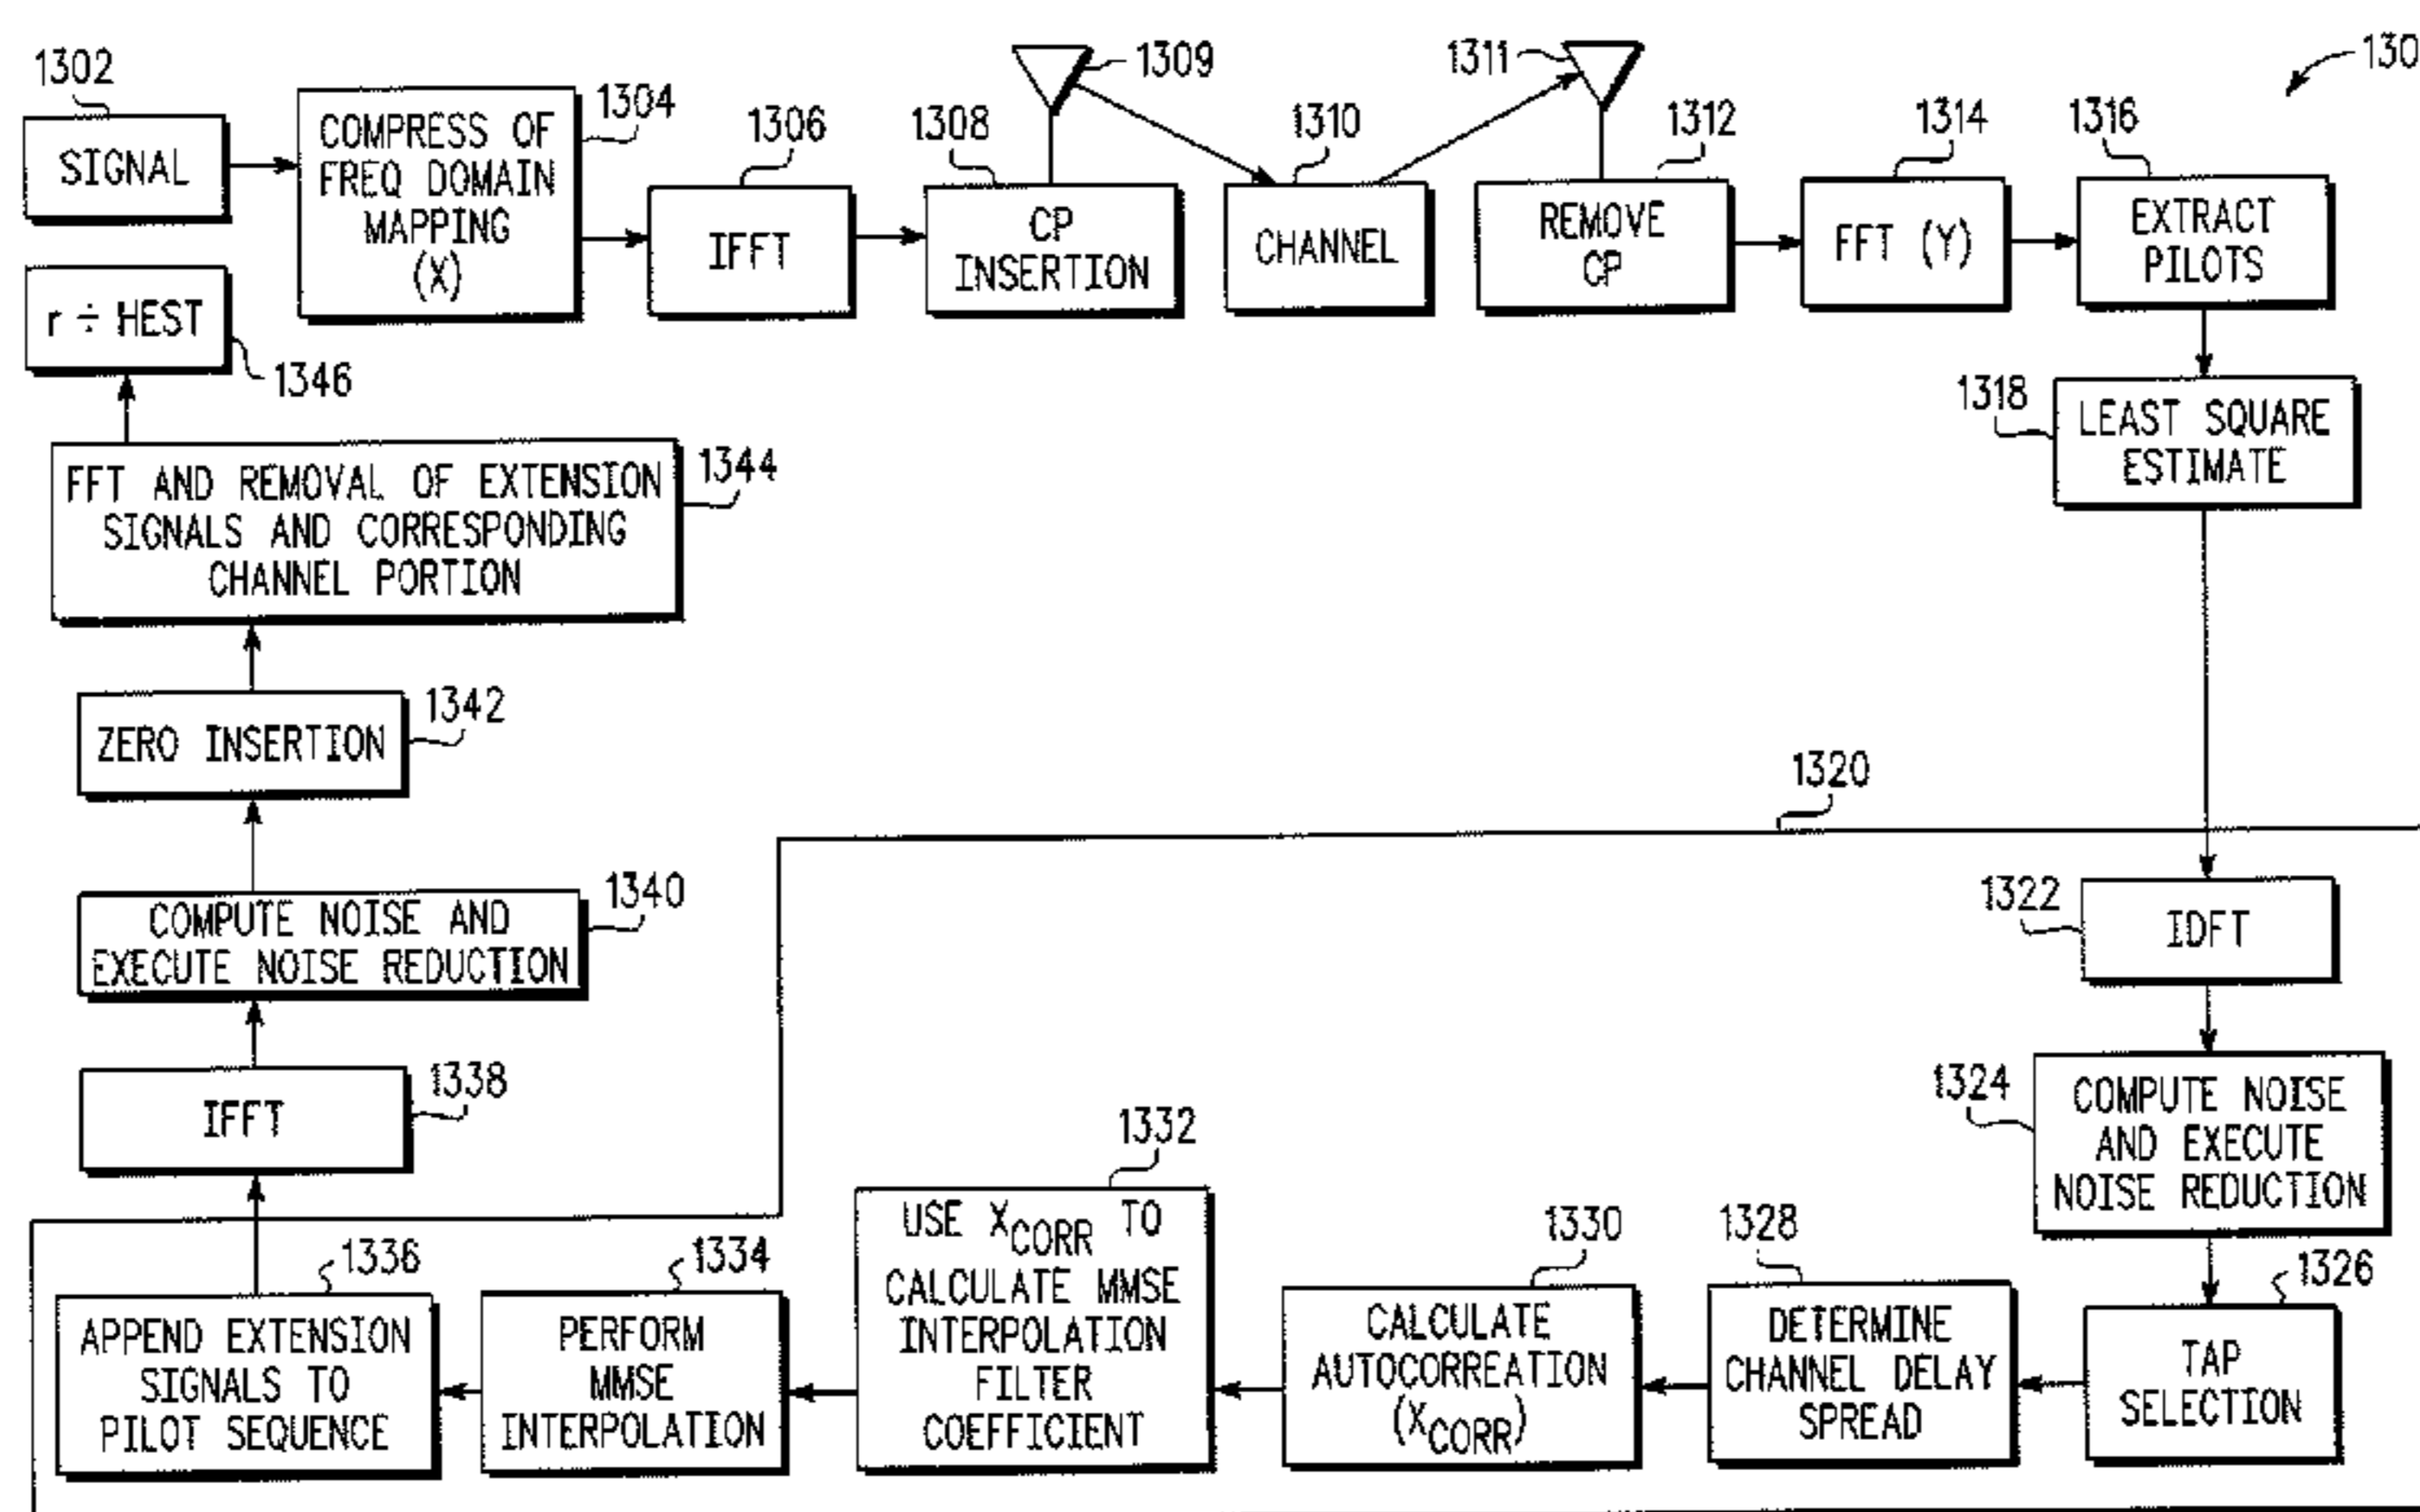 1302
SIGNAL
1304
COMPRESS OF
FREQ DOMAIN
MAPPING
(X)
1306
IFFT
1308
CP
INSERTION
1309
1310
CHANNEL
1311
1312
REMOVE
CP
1314
FFT (Y)
1316
EXTRACT
PILOTS
130
1318
LEAST SQUARE
ESTIMATE
1320
1322
IDFT
1324
COMPUTE NOISE
AND EXECUTE
NOISE REDUCTION
1326
TAP
SELECTION
1328
DETERMINE
CHANNEL DELAY
SPREAD
1330
CALCULATE
AUTOCORREATION
(XCORR)
1332
USE XCORR TO
CALCULATE MMSE
INTERPOLATION
FILTER
COEFFICIENT
1334
PERFORM
MMSE
INTERPOLATION
1336
APPEND EXTENSION
SIGNALS TO
PILOT SEQUENCE
1338
IFFT
1340
COMPUTE NOISE AND
EXECUTE NOISE REDUCTION
1342
ZERO INSERTION
1344
FFT AND REMOVAL OF EXTENSION
SIGNALS AND CORRESPONDING
CHANNEL PORTION
1346
r ÷ HEST